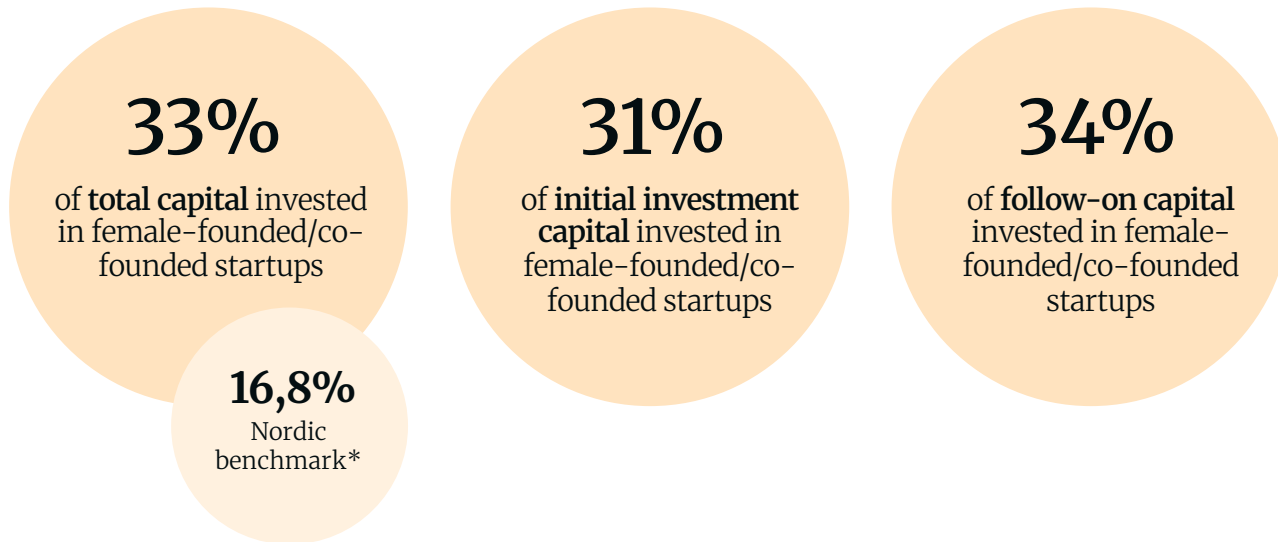 33%
of total capital invested
in female-founded/co-
founded startups
16,8%
Nordic
benchmark*
31%
of initial investment
capital invested in
female-founded/co-
founded startups
34%
of follow-on capital
invested in female-
founded/co-founded
startups